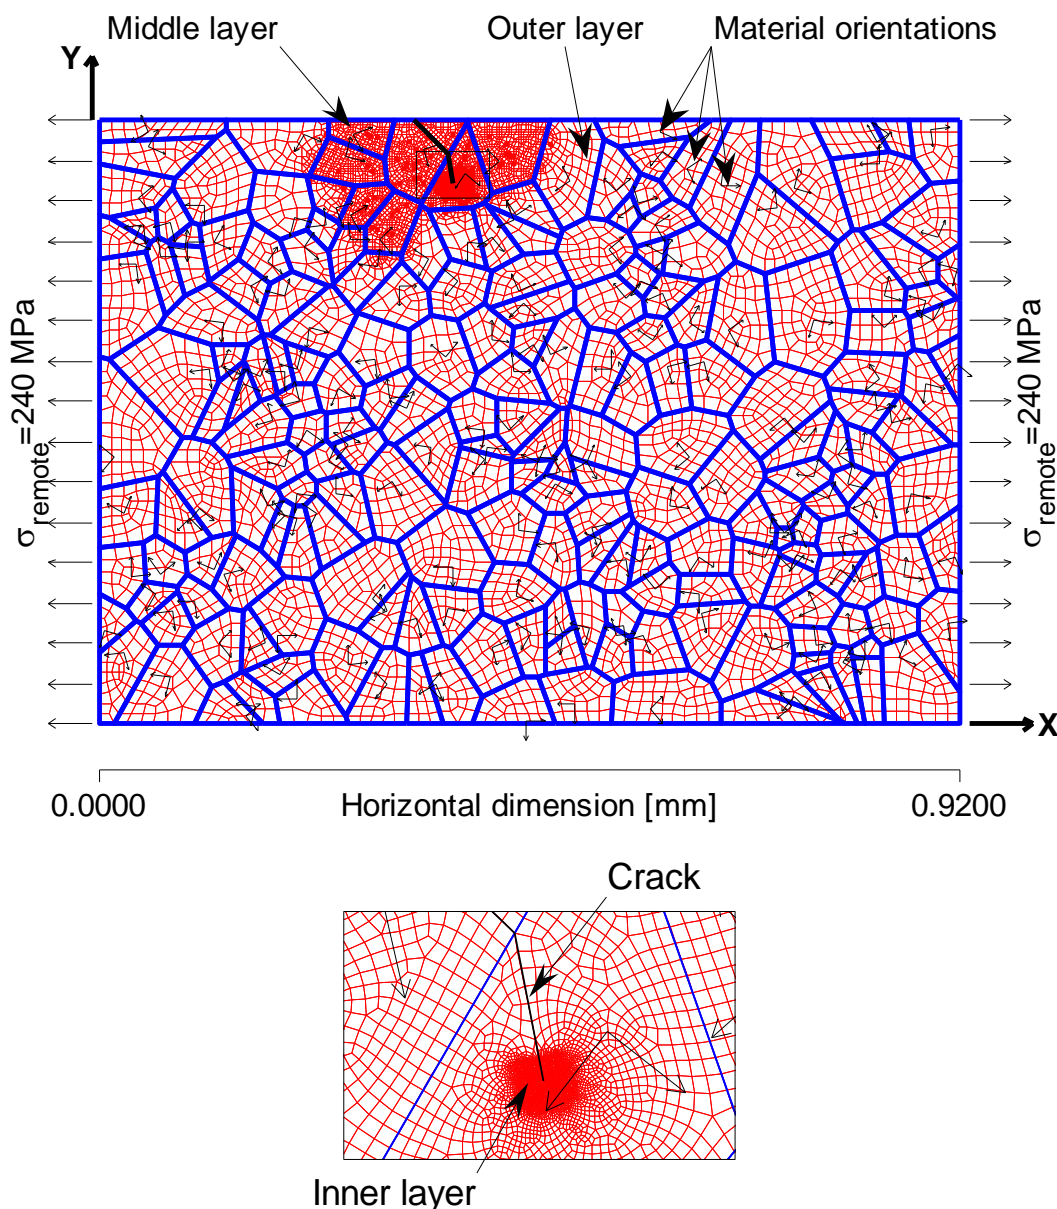 Middle layer
Outer layer
Material orientations
Y
σremote=240 MPa
σremote=240 MPa
X
0.0000
Horizontal dimension [mm]
0.9200
Crack
Inner layer